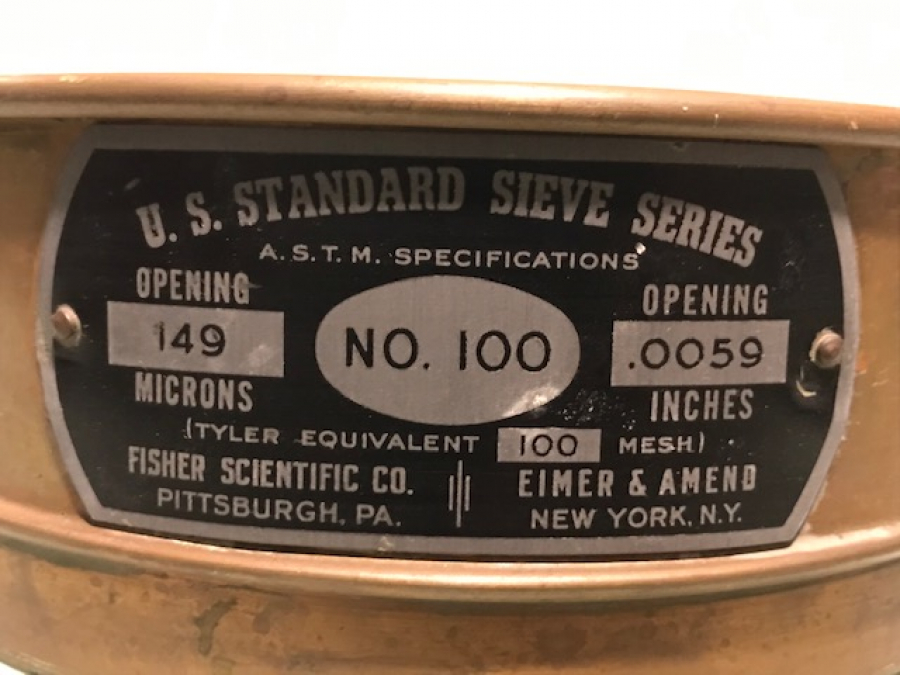 U. S. STANDARD SIEVE SERIES
A. S. T. M. SPECIFICATIONS
OPENING
149
MICRONS
NO. 100
OPENING
.0059
INCHES
(TYLER EQUIVALENT 100 MESH)
FISHER SCIENTIFIC CO.
PITTSBURGH, PA.
EIMER & AMEND
NEW YORK, N.Y.